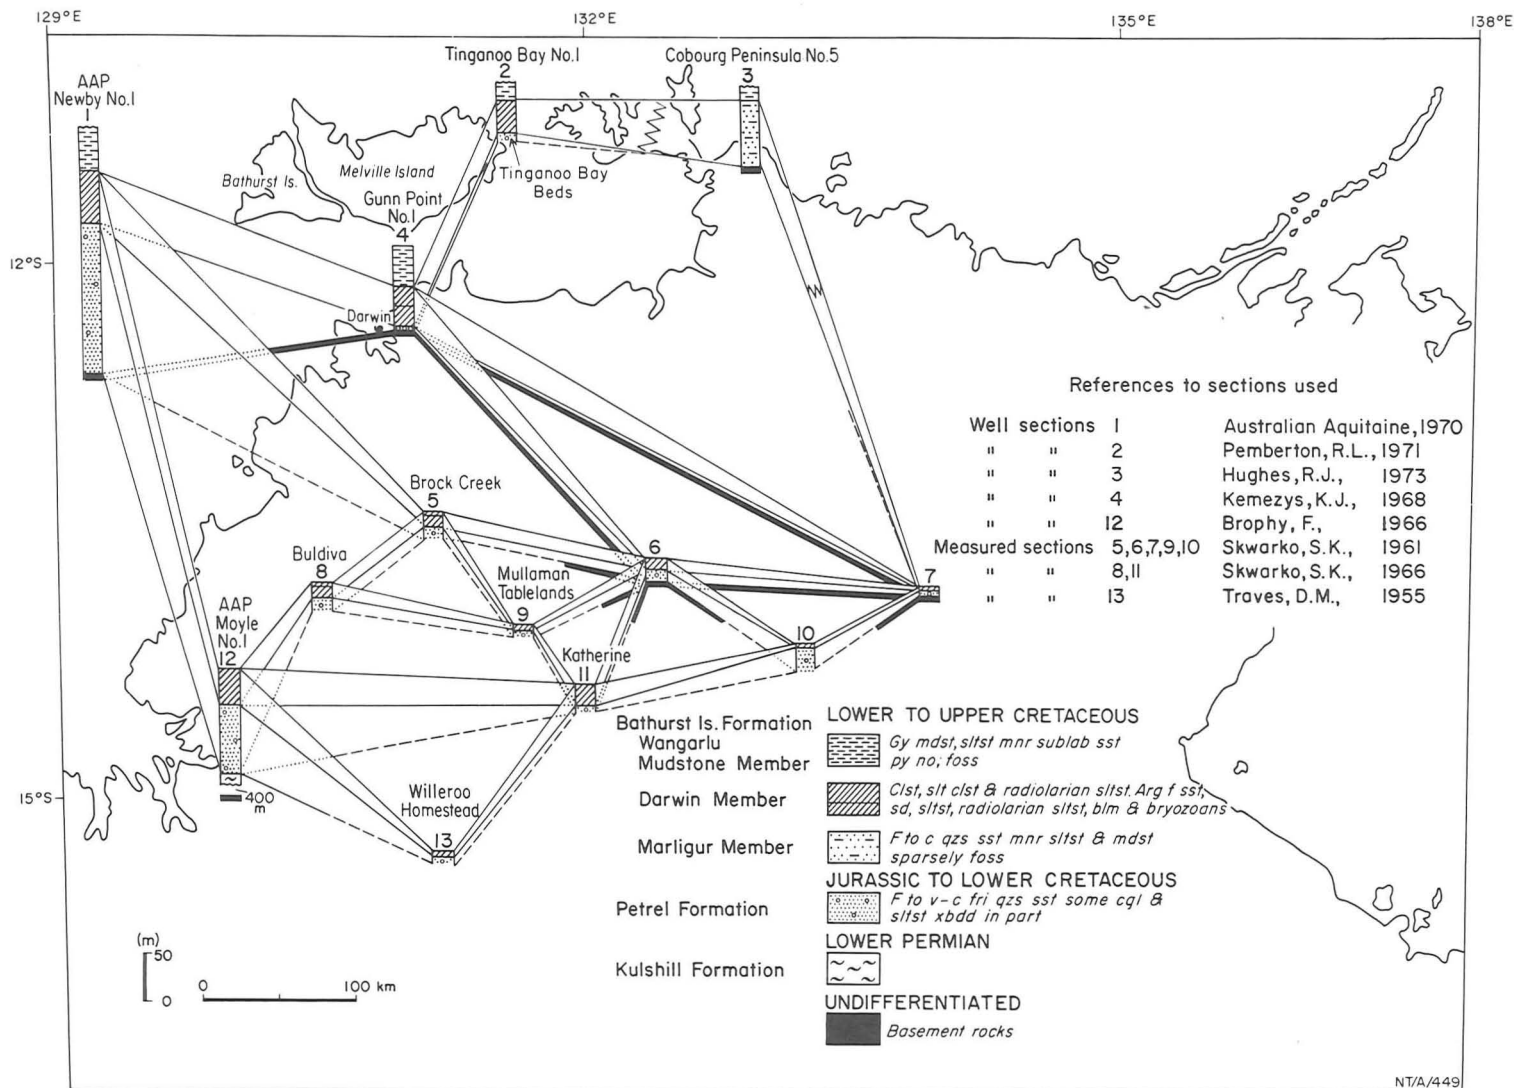 129°E
132°E
135°E
138°E
Tinganoo Bay No.1
2
Cobourg Peninsula No.5
3
AAP
Newby No.1
1
Melville Island
Bathurst Is.
Tinganoo Bay
Beds
Gunn Point
No.1
4
12°S
Darwin
References to sections used
Well sections 1 Australian Aquitaine, 1970
" " 2 Pemberton, R.L., 1971
" " 3 Hughes, R.J., 1973
" " 4 Kemezys, K.J., 1968
" " 12 Brophy, F., 1966
Measured sections 5,6,7,9,10 Skwarko, S.K., 1961
" " 8,11 Skwarko, S.K., 1966
" " 13 Traves, D.M., 1955
Brock Creek
5
6
7
Buldiva
8
Mullaman
Tablelands
9
10
AAP
Moyle
No.1
12
Katherine
11
15°S
400
m
Willeroo
Homestead
13
LOWER TO UPPER CRETACEOUS
Bathurst Is. Formation
Wangarlu
Mudstone Member
Gy mdst, sltst mnr sublab sst
py no; foss
Darwin Member
Clst, slt clst & radiolarian sltst. Arg f sst,
sd, sltst, radiolarian sltst, blm & bryozoans
Marligur Member
F to c qzs sst mnr sltst & mdst
sparsely foss
JURASSIC TO LOWER CRETACEOUS
Petrel Formation
F to v-c fri qzs sst some cgl &
sltst xbdd in part
LOWER PERMIAN
Kulshill Formation
UNDIFFERENTIATED
Basement rocks
(m)
50
0
0 100 km
NT/A/449